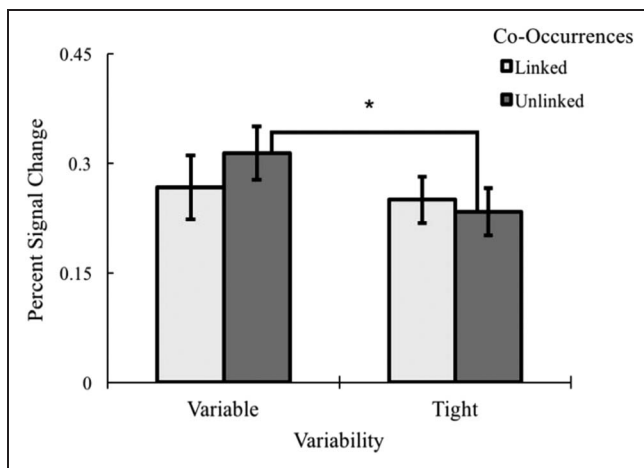 Co-Occurrences
Linked
Unlinked
0.45
0.3
0.15
0
*
Percent Signal Change
Variable
Tight
Variability